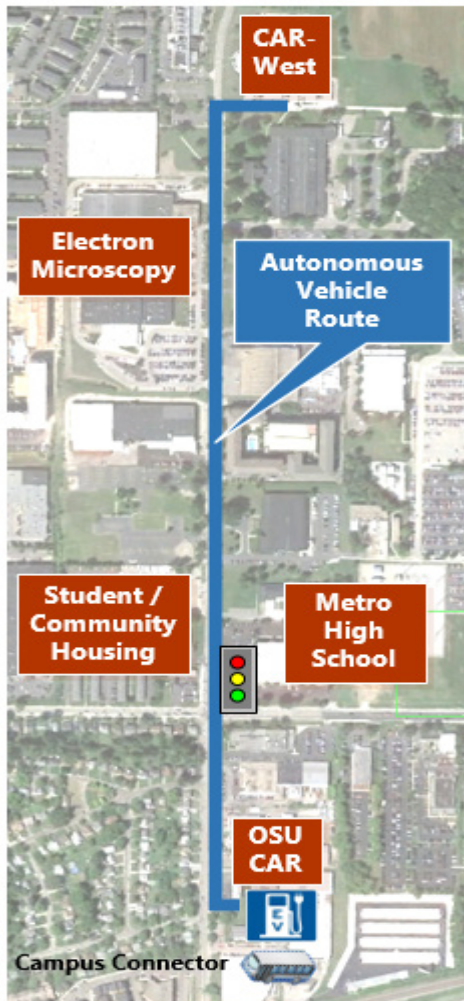 CAR-
West
Electron
Microscopy
Autonomous
Vehicle
Route
Student /
Community
Housing
Metro
High
School
OSU
CAR
EV
Campus Connector